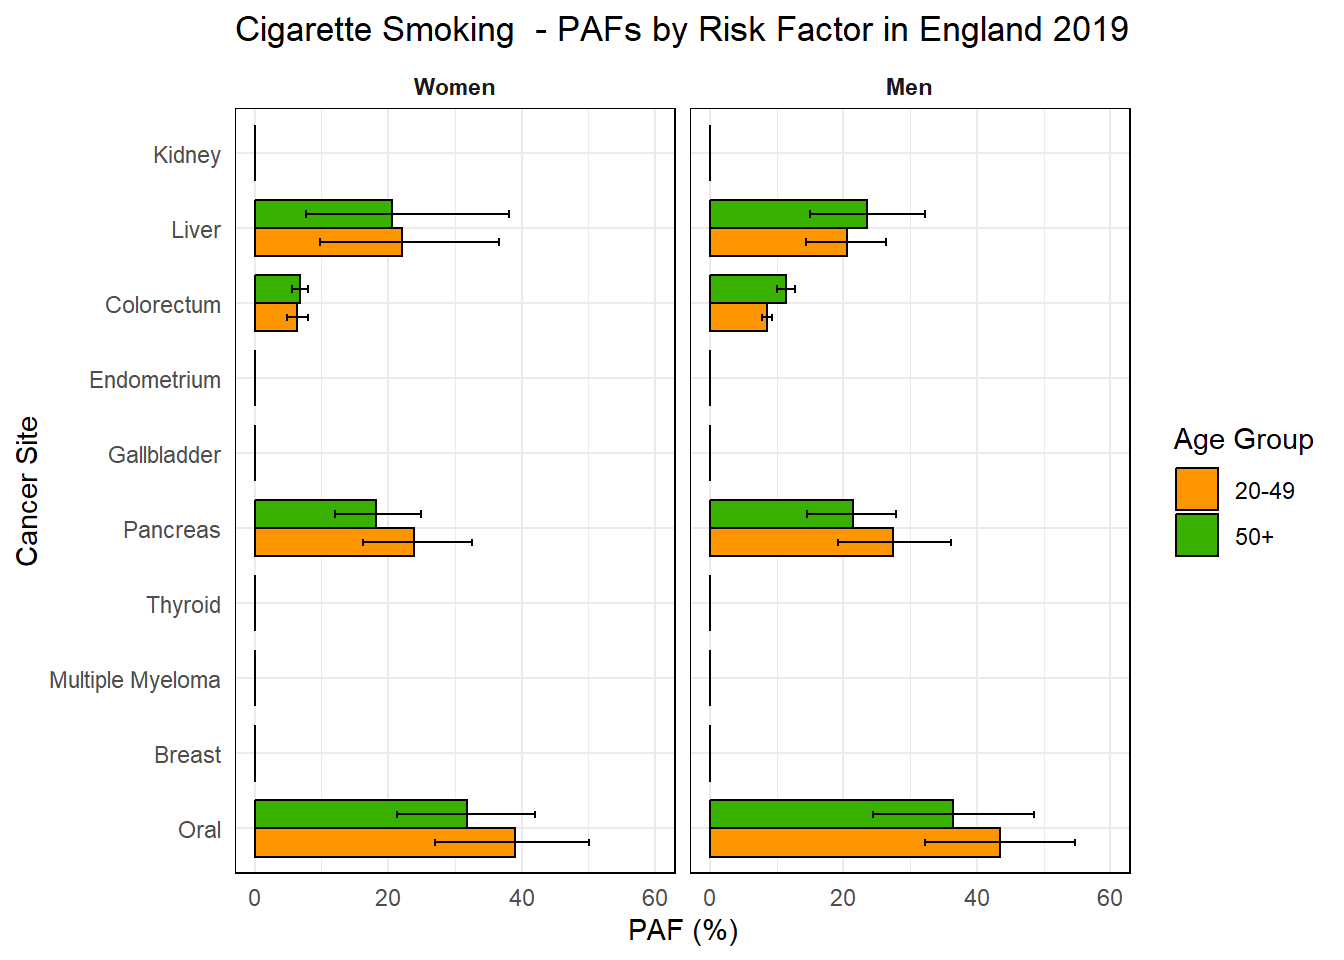 Cigarette Smoking  - PAFs by Risk Factor in England 2019
Women
Men
Cancer Site
Kidney
Liver
Colorectum
Endometrium
Gallbladder
Pancreas
Thyroid
Multiple Myeloma
Breast
Oral
0 20 40 60
0 20 40 60
PAF (%)
Age Group
20-49
50+